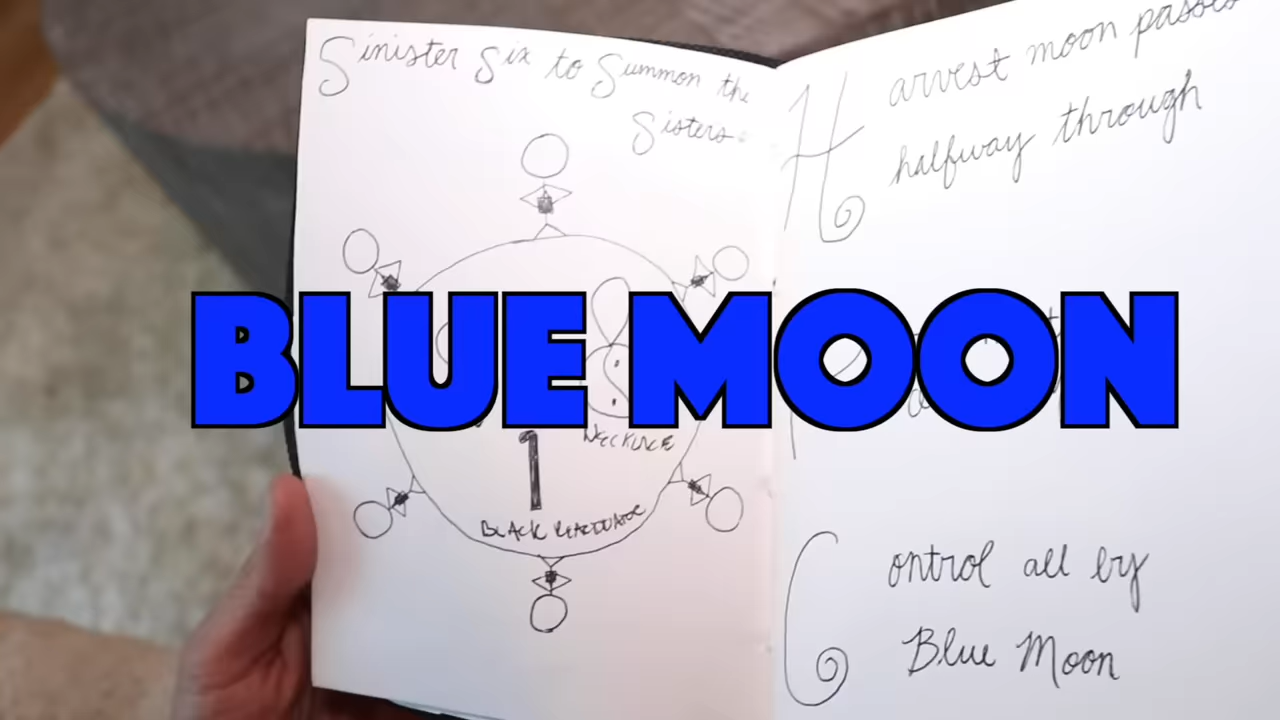 Sinister Six to Summon the
Sisters.
NECKLACE
1
BLACK
Harvest moon passes
halfway through
BLUE MOON
Control all by
Blue Moon